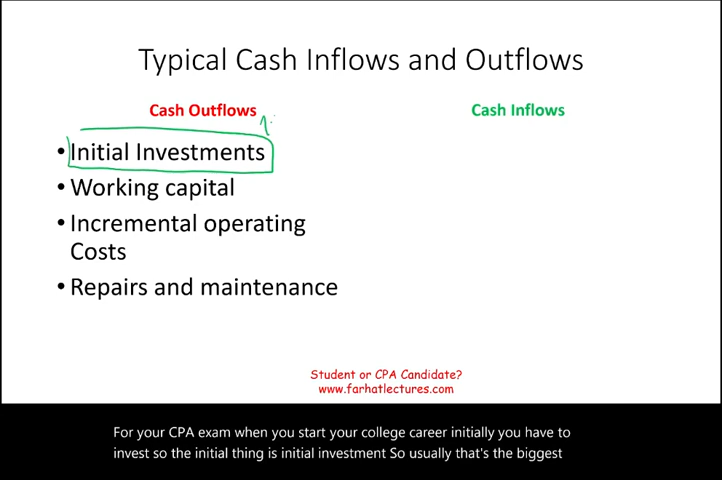 Typical Cash Inflows and Outflows
Cash Outflows
Cash Inflows
• Initial Investments
• Working capital
• Incremental operating
Costs
• Repairs and maintenance
Student or CPA Candidate?
www.farhatlectures.com
For your CPA exam when you start your college career initially you have to
invest so the initial thing is initial investment So usually that's the biggest